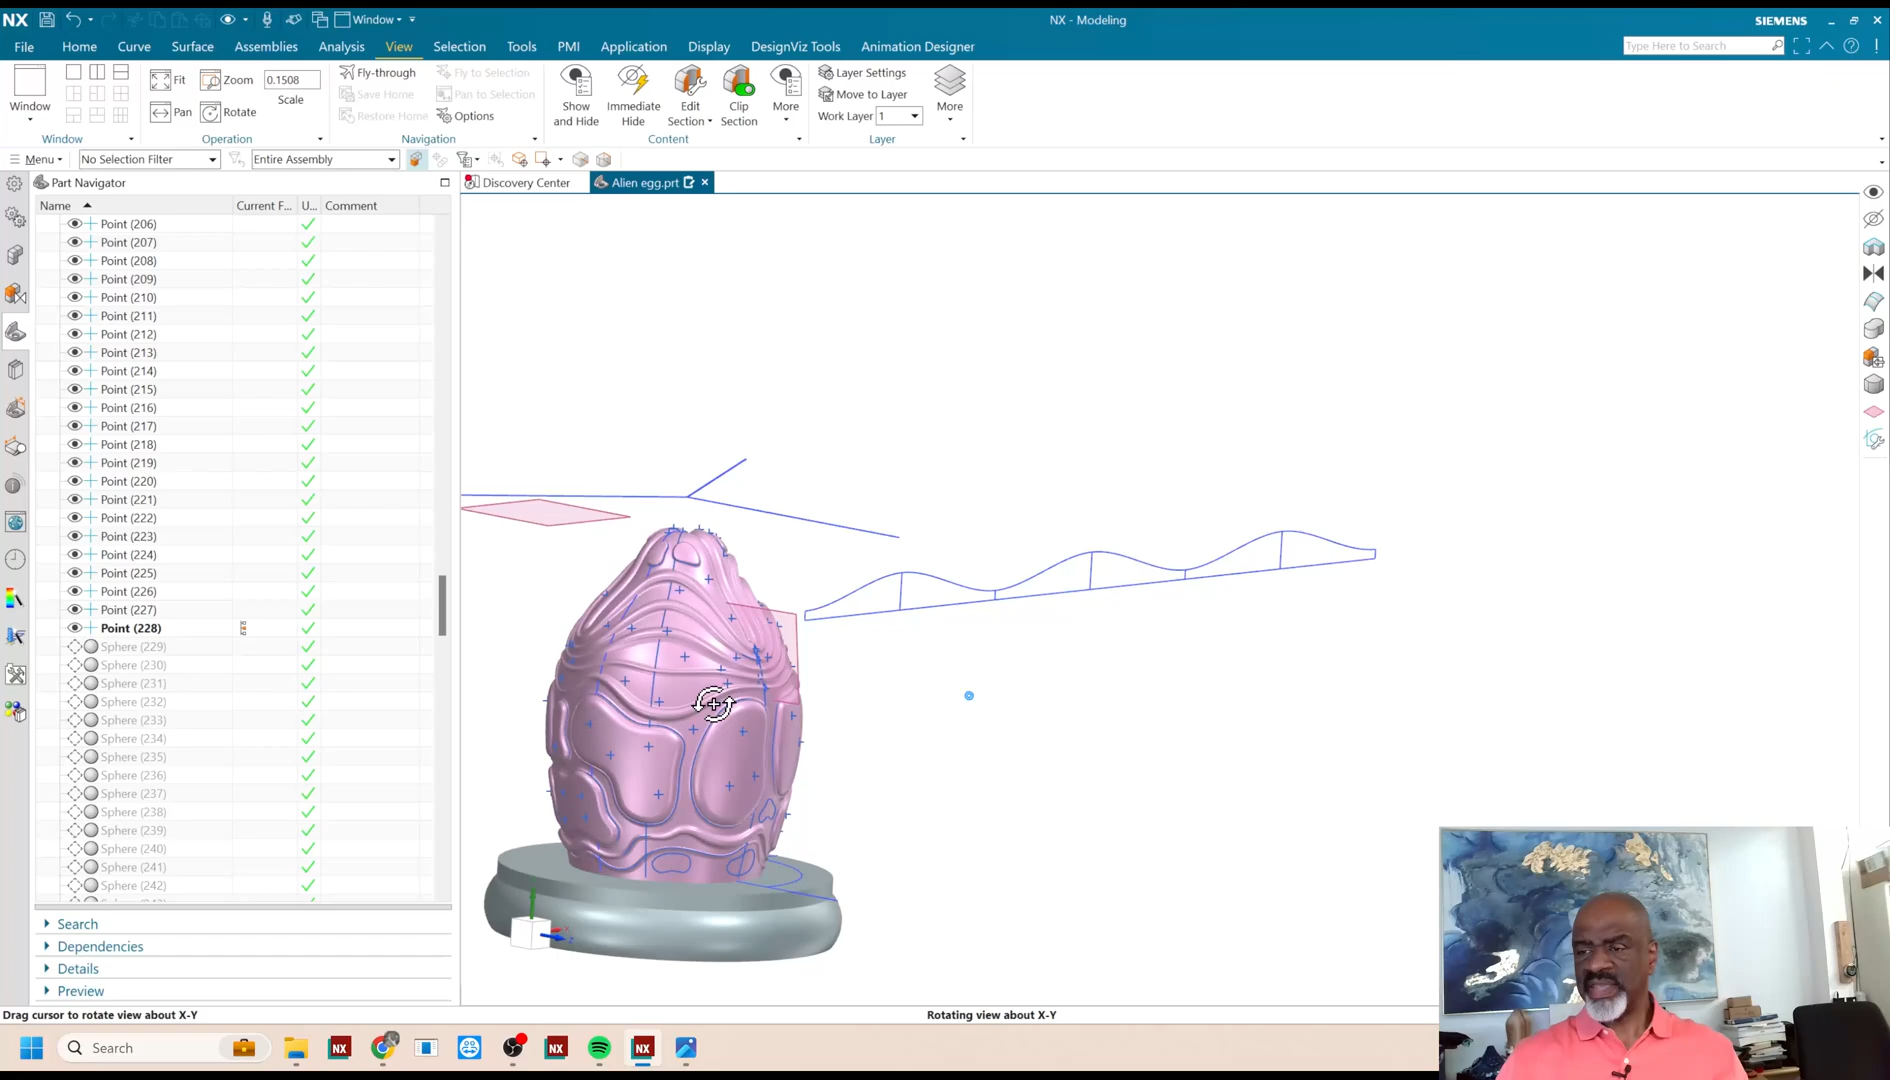 NX
Window
NX - Modeling
SIEMENS
File
Home
Curve
Surface
Assemblies
Analysis
View
Selection
Tools
PMI
Application
Display
DesignViz Tools
Animation Designer
Type Here to Search
Window
Fit
Zoom
0.1508
Pan
Rotate
Scale
Fly-through
Fly to Selection
Save Home
Pan to Selection
Restore Home
Options
Show and Hide
Immediate Hide
Edit Section
Clip Section
More
Layer Settings
Move to Layer
Work Layer 1
More
Window
Operation
Navigation
Content
Layer
Menu
No Selection Filter
Entire Assembly
Part Navigator
Discovery Center
Alien egg.prt
Name
Current F...
U...
Comment
Point (206)
Point (207)
Point (208)
Point (209)
Point (210)
Point (211)
Point (212)
Point (213)
Point (214)
Point (215)
Point (216)
Point (217)
Point (218)
Point (219)
Point (220)
Point (221)
Point (222)
Point (223)
Point (224)
Point (225)
Point (226)
Point (227)
Point (228)
Sphere (229)
Sphere (230)
Sphere (231)
Sphere (232)
Sphere (233)
Sphere (234)
Sphere (235)
Sphere (236)
Sphere (237)
Sphere (238)
Sphere (239)
Sphere (240)
Sphere (241)
Sphere (242)
Search
Dependencies
Details
Preview
Drag cursor to rotate view about X-Y
Rotating view about X-Y
Search
NX
NX
NX